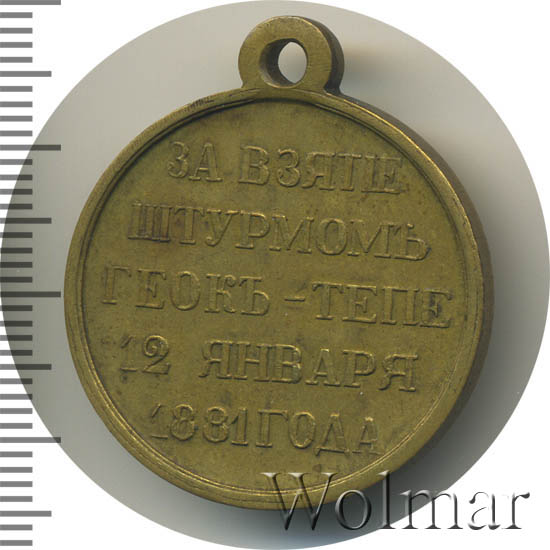 ЗА ВЗЯТІЕ
ШТУРМОМЪ
ГЕОКЪ-ТЕПЕ
12 ЯНВАРЯ
1881 ГОДА
Wolmar